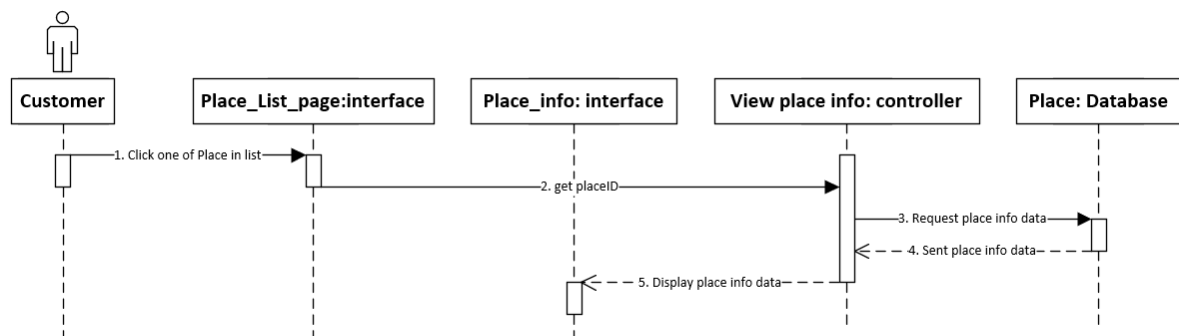 Customer
Place_List_page:interface
Place_info: interface
View place info: controller
Place: Database
1. Click one of Place in list
2. get placeID
3. Request place info data
4. Sent place info data
5. Display place info data